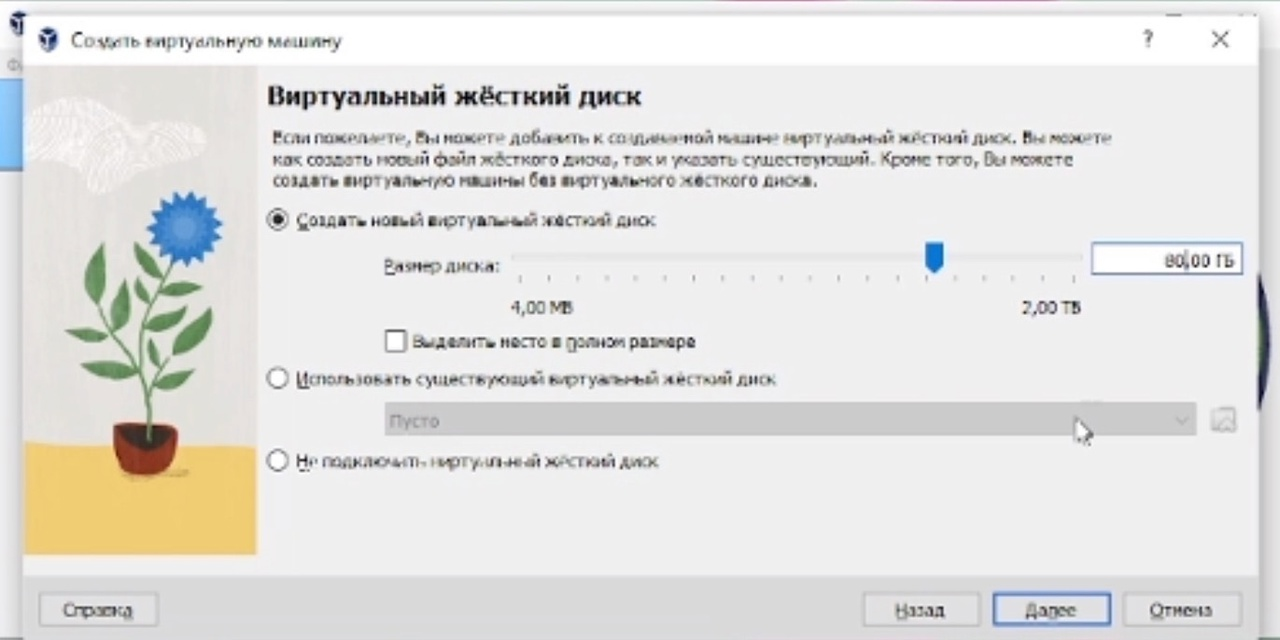 Создать виртуальную машину
?
Виртуальный жёсткий диск
Если пожелаете, Вы можете добавить к создаваемой машине виртуальный жёсткий диск. Вы можете
как создать новый файл жёсткого диска, так и указать существующий. Кроме того, Вы можете
создать виртуальную машины без виртуального жёсткого диска.
Создать новый виртуальный жёсткий диск
Размер диска:
80,00 ТБ
4,00 МБ
2,00 ТБ
Выделить место в полном размере
Использовать существующий виртуальный жёсткий диск
Пусто
Не подключать виртуальный жёсткий диск
Справка
Назад
Далее
Отмена